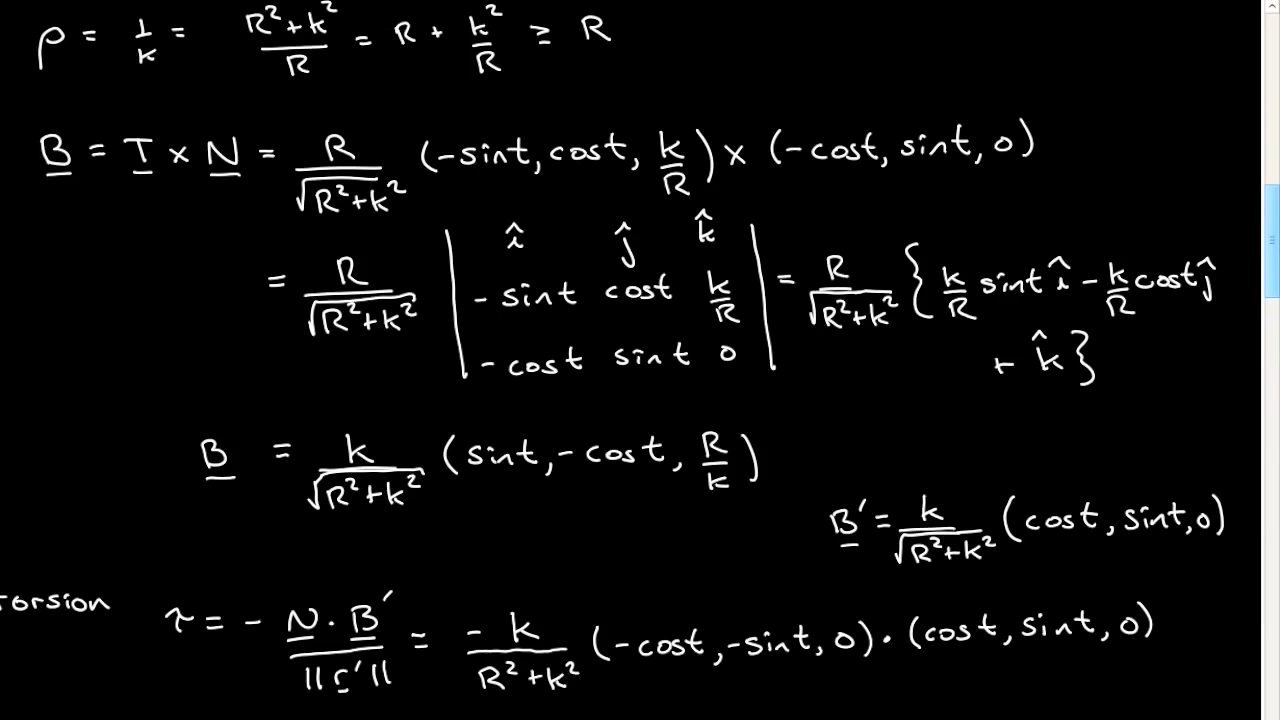 ρ = 1/k = (R²+k²)/R = R + k²/R ≥ R
B = T × N = R/√(R²+k²) (-sint, cost, k/R) × (-cost, sint, 0)
= R/√(R²+k²) | î ĵ k̂ ; -sint cost k/R ; -cost sint 0 | = R/√(R²+k²) { k/R sint î - k/R cost ĵ
+ k̂ }
B = k/√(R²+k²) (sint, -cost, R/k)
B' = k/√(R²+k²) (cost, sint, 0)
Torsion τ = - N · B' / ||r'|| = -k/(R²+k²) (-cost, -sint, 0) · (cost, sint, 0)